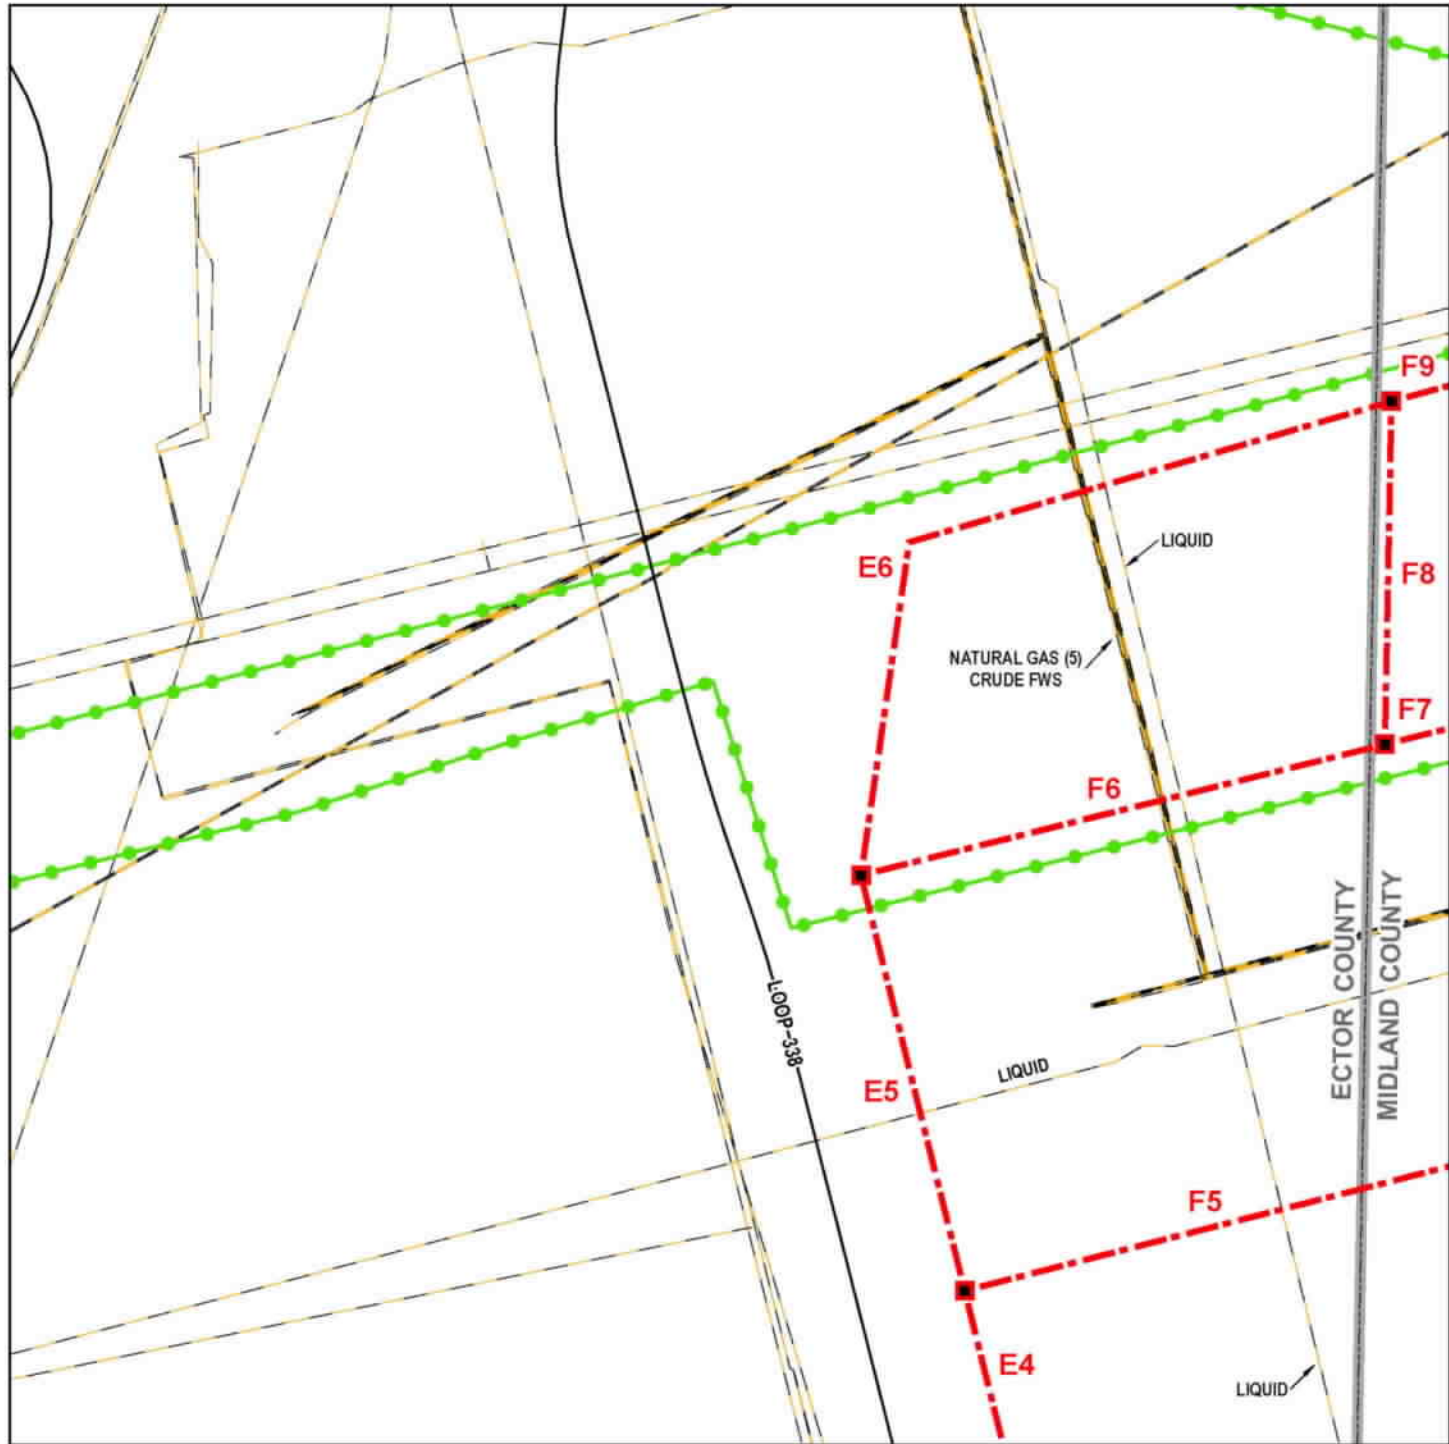 F9
LIQUID
E6
F8
NATURAL GAS (5)
CRUDE FWS
F7
F6
ECTOR COUNTY
MIDLAND COUNTY
LOOP-338
LIQUID
E5
F5
E4
LIQUID